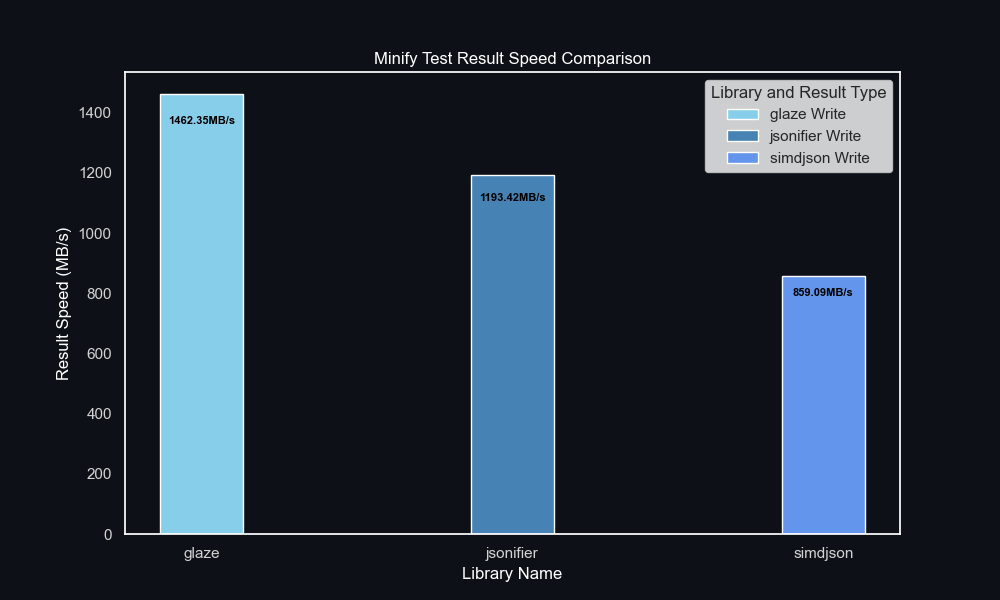 Minify Test Result Speed Comparison
Library and Result Type
glaze Write
jsonifier Write
simdjson Write
Result Speed (MB/s)
1400
1200
1000
800
600
400
200
0
1462.35MB/s
1193.42MB/s
859.09MB/s
glaze
jsonifier
simdjson
Library Name